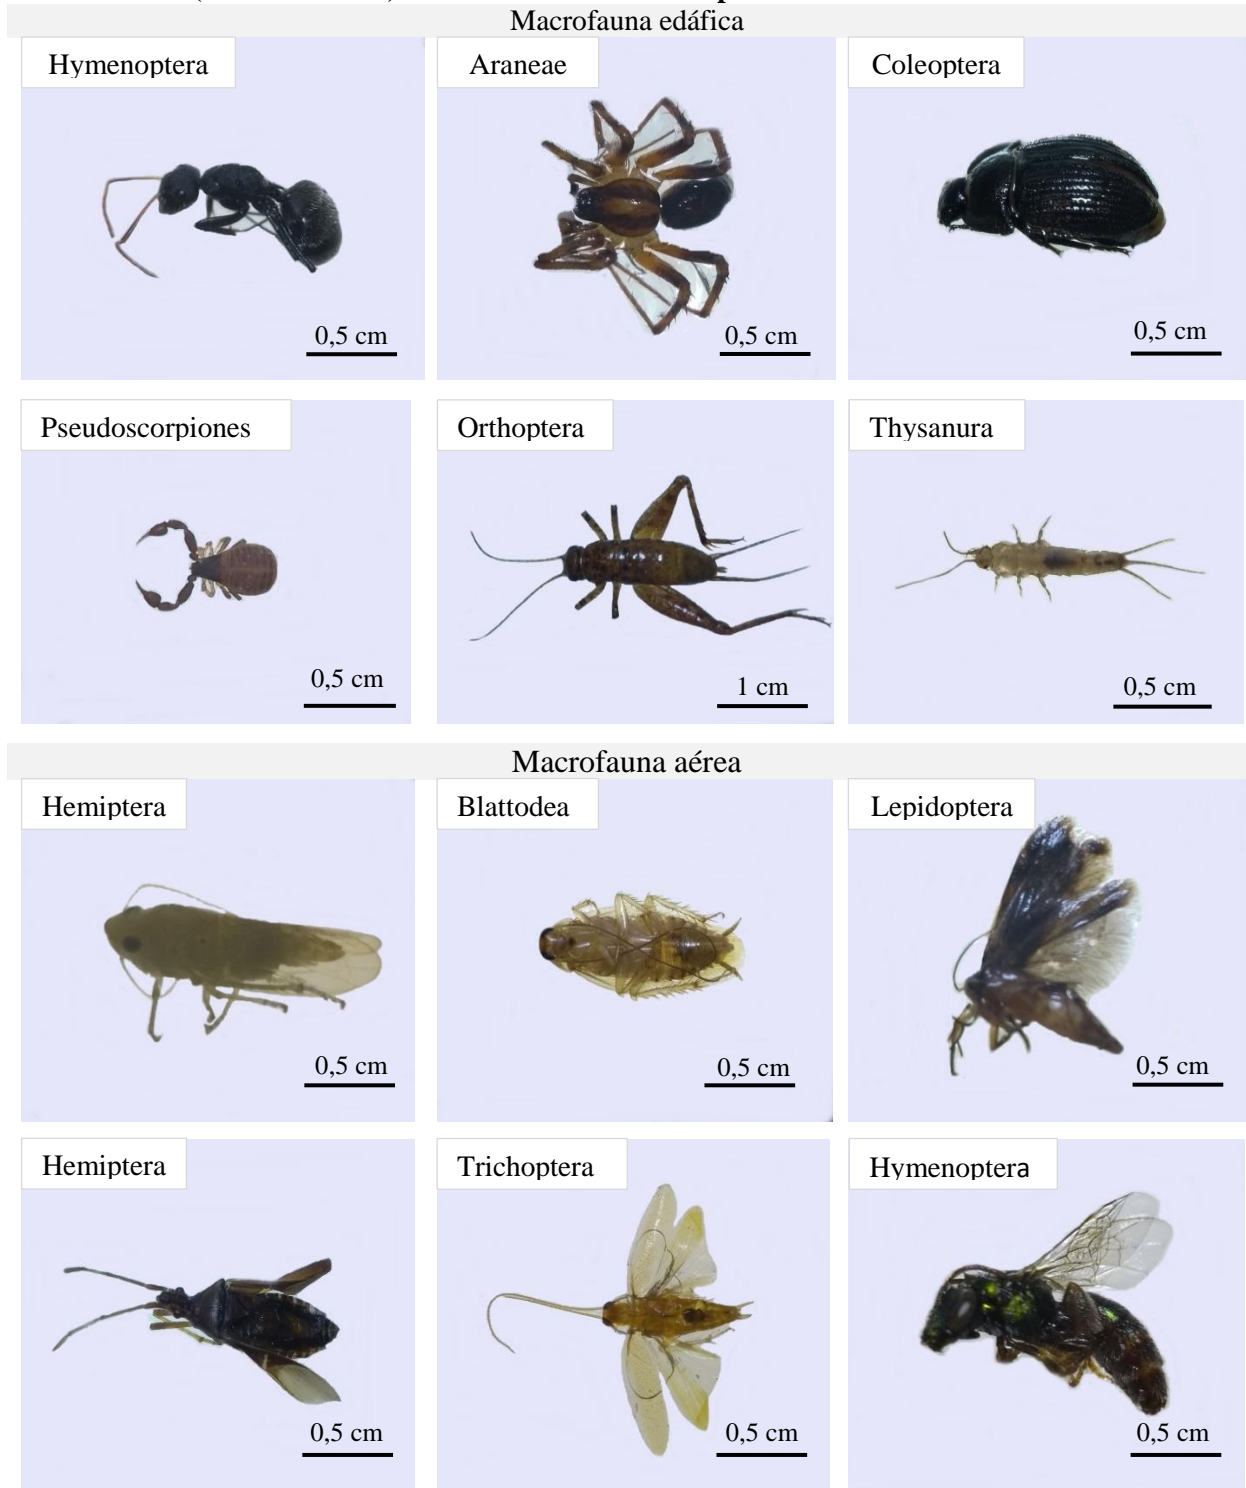 Macrofauna edáfica
Hymenoptera
Araneae
Coleoptera
0,5 cm
0,5 cm
0,5 cm
Pseudoscorpiones
Orthoptera
Thysanura
0,5 cm
1 cm
0,5 cm
Macrofauna aérea
Hemiptera
Blattodea
Lepidoptera
0,5 cm
0,5 cm
0,5 cm
Hemiptera
Trichoptera
Hymenoptera
0,5 cm
0,5 cm
0,5 cm